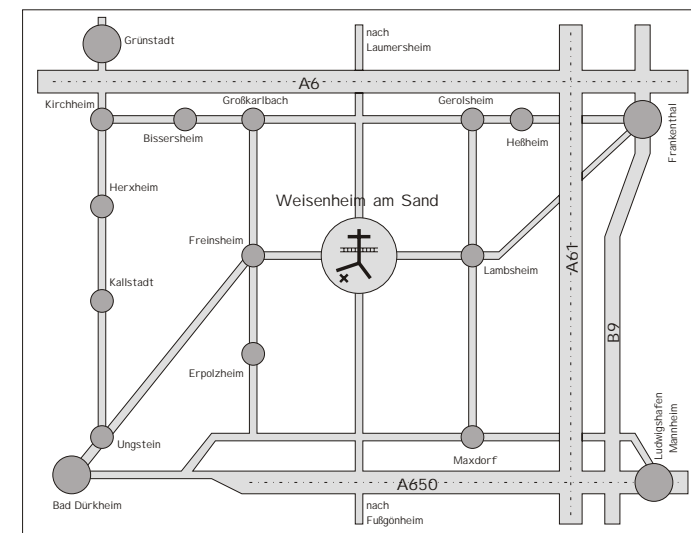 Grünstadt
nach
Laumersheim
A6
Kirchheim
Großkarlbach
Gerolsheim
Bissersheim
Heßheim
Frankenthal
Herxheim
Weisenheim am Sand
Freinsheim
Lambsheim
A61
Kallstadt
B9
Erpolzheim
Ungstein
Maxdorf
Ludwigshafen
Mannheim
A650
Bad Dürkheim
nach
Fußgönheim